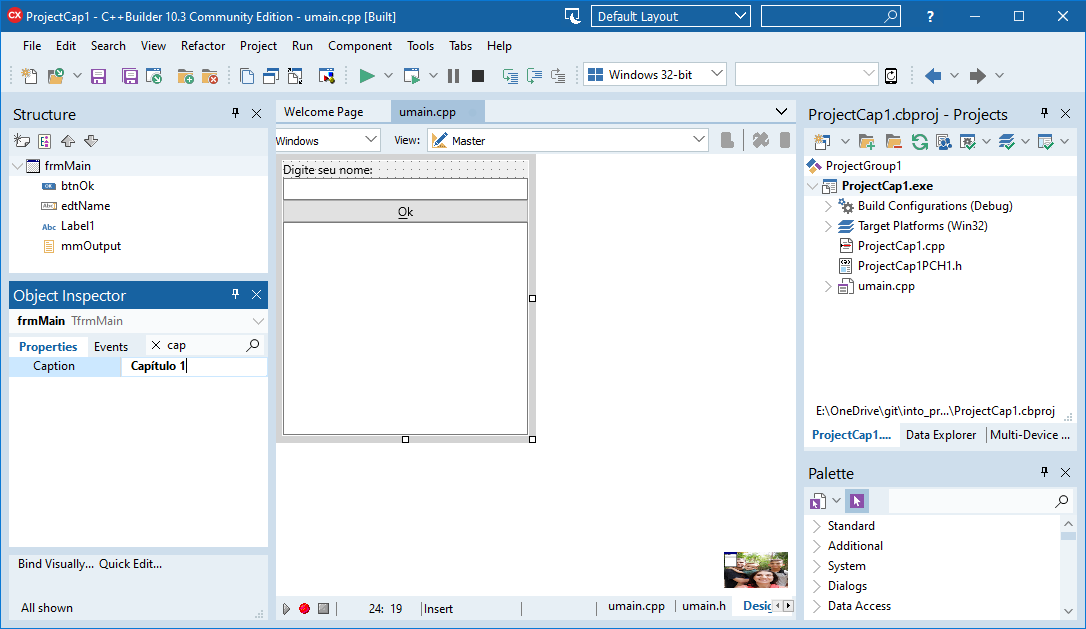 ProjectCap1 - C++Builder 10.3 Community Edition - umain.cpp [Built]
Default Layout
?
File Edit Search View Refactor Project Run Component Tools Tabs Help
Windows 32-bit
Structure
frmMain
btnOk
edtName
Label1
mmOutput
Object Inspector
frmMain TfrmMain
Properties Events cap
Caption Capítulo 1
Bind Visually... Quick Edit...
All shown
Welcome Page umain.cpp
Windows View: Master
Digite seu nome:
Ok
24: 19 Insert
umain.cpp umain.h Desig
ProjectCap1.cbproj - Projects
ProjectGroup1
ProjectCap1.exe
Build Configurations (Debug)
Target Platforms (Win32)
ProjectCap1.cpp
ProjectCap1PCH1.h
umain.cpp
E:\OneDrive\git\into_pr...\ProjectCap1.cbproj
ProjectCap1.... Data Explorer Multi-Device ...
Palette
Standard
Additional
System
Dialogs
Data Access